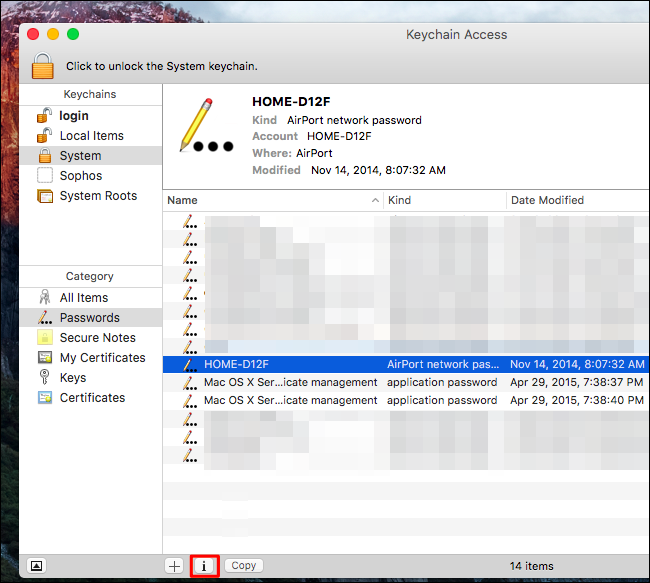 Keychain Access
Click to unlock the System keychain.
Keychains
login
Local Items
System
Sophos
System Roots
Category
All Items
Passwords
Secure Notes
My Certificates
Keys
Certificates
HOME-D12F
Kind AirPort network password
Account HOME-D12F
Where: AirPort
Modified Nov 14, 2014, 8:07:32 AM
Name Kind Date Modified
HOME-D12F AirPort network pas... Nov 14, 2014, 8:07:32 AM
Mac OS X Ser...icate management application password Apr 29, 2015, 7:38:37 PM
Mac OS X Ser...icate management application password Apr 29, 2015, 7:38:40 PM
+ i Copy 14 items